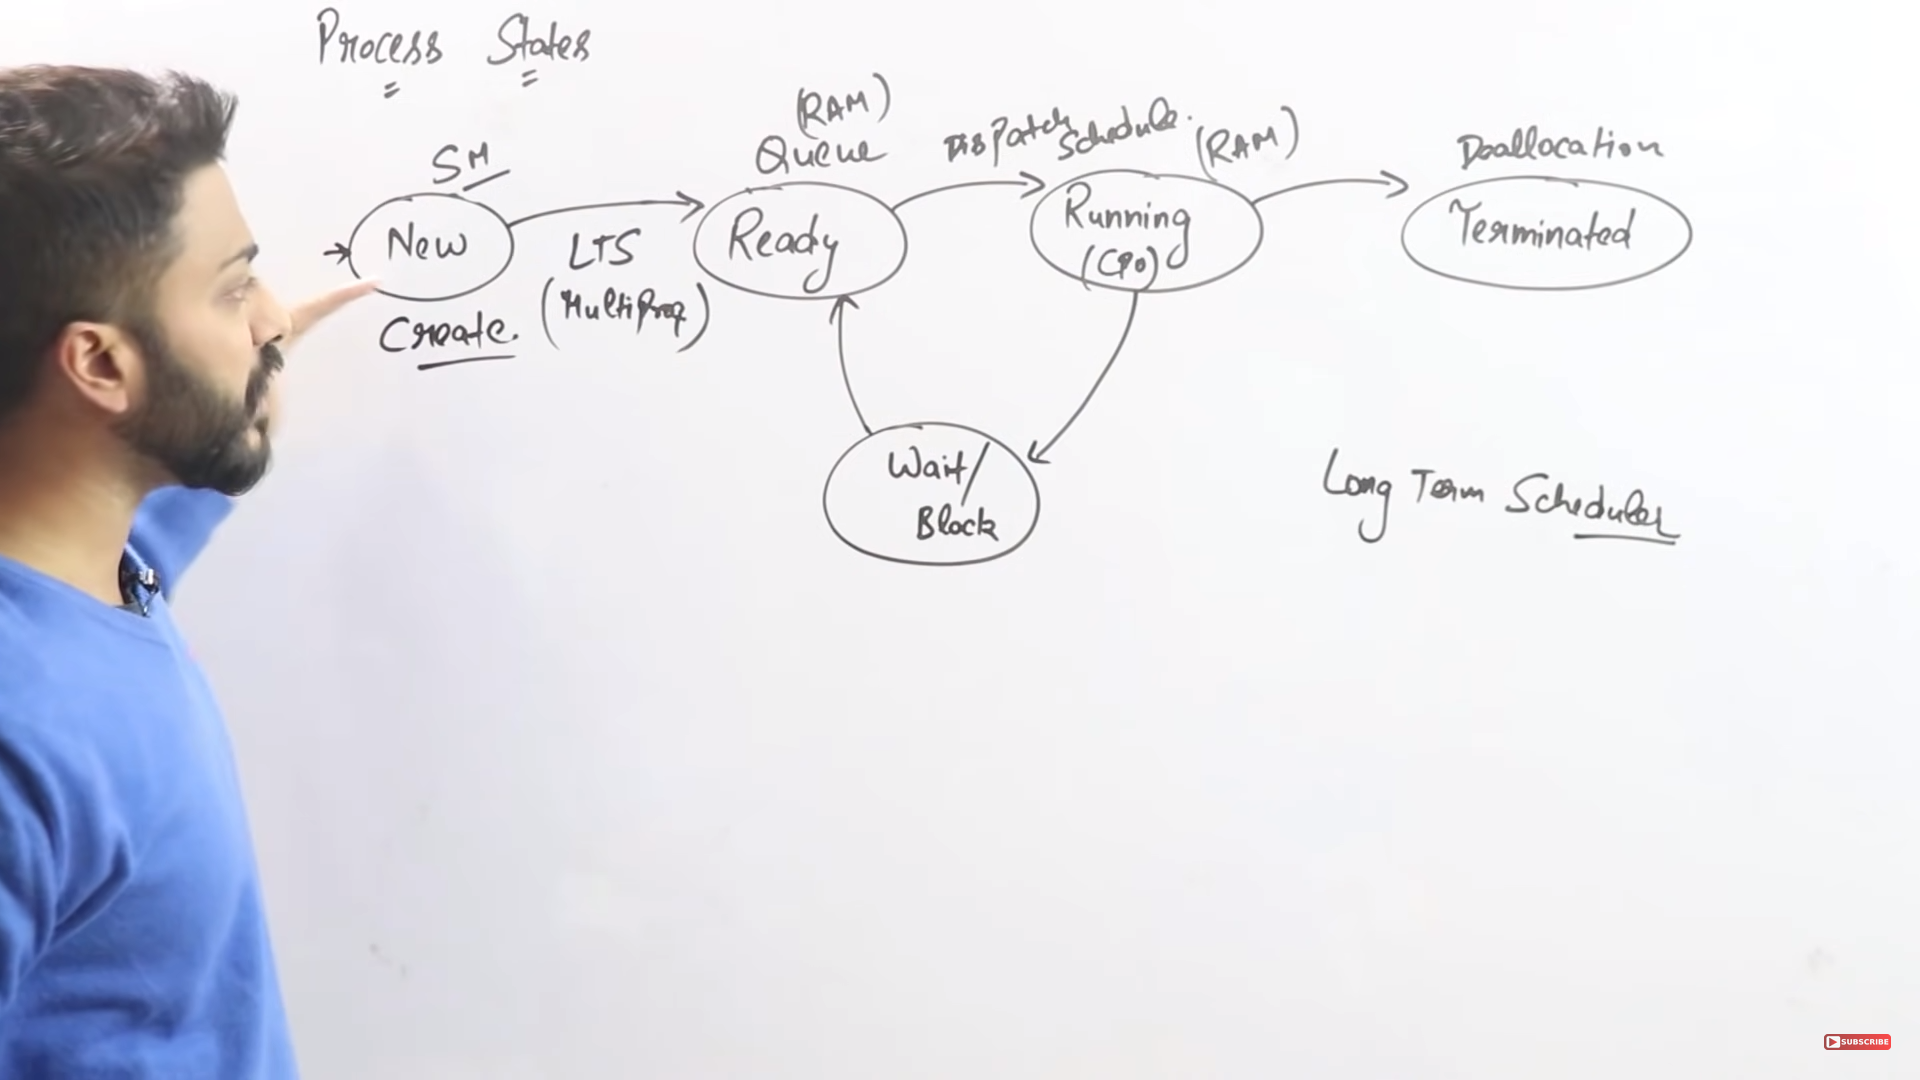 Process States
SM
(RAM)
Queue
Dispatch
Schedule.
(RAM)
Deallocation
New
LTS
Ready
Running
(CPU)
Terminated
Create.
(MultiProg)
Wait/
Block
Long Term Scheduler
SUBSCRIBE